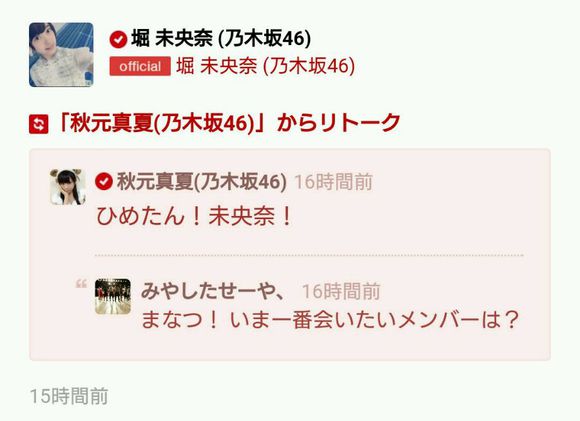 堀 未央奈 (乃木坂46)
official 堀 未央奈 (乃木坂46)
「秋元真夏(乃木坂46)」からリトーク
秋元真夏(乃木坂46) 16時間前
ひめたん！未央奈！
“ みやしたせーや、 16時間前
まなつ！いま一番会いたいメンバーは？
15時間前